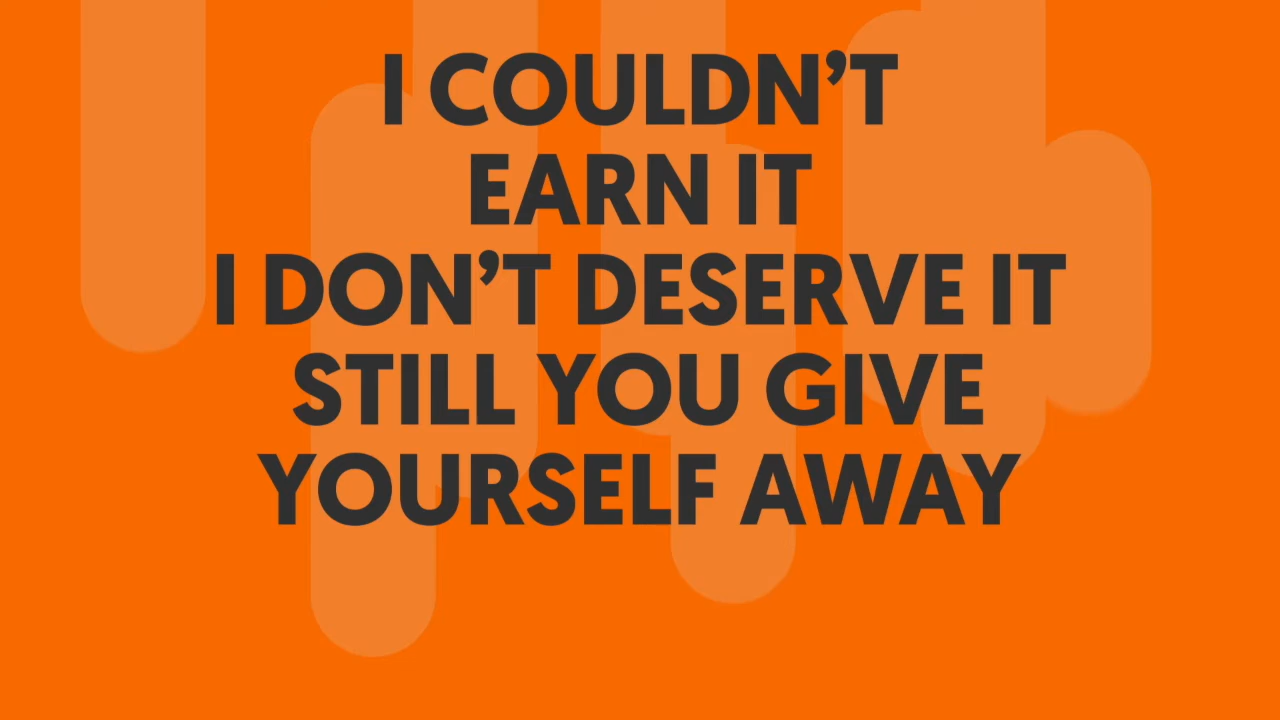 I COULDN’T
EARN IT
I DON’T DESERVE IT
STILL YOU GIVE
YOURSELF AWAY